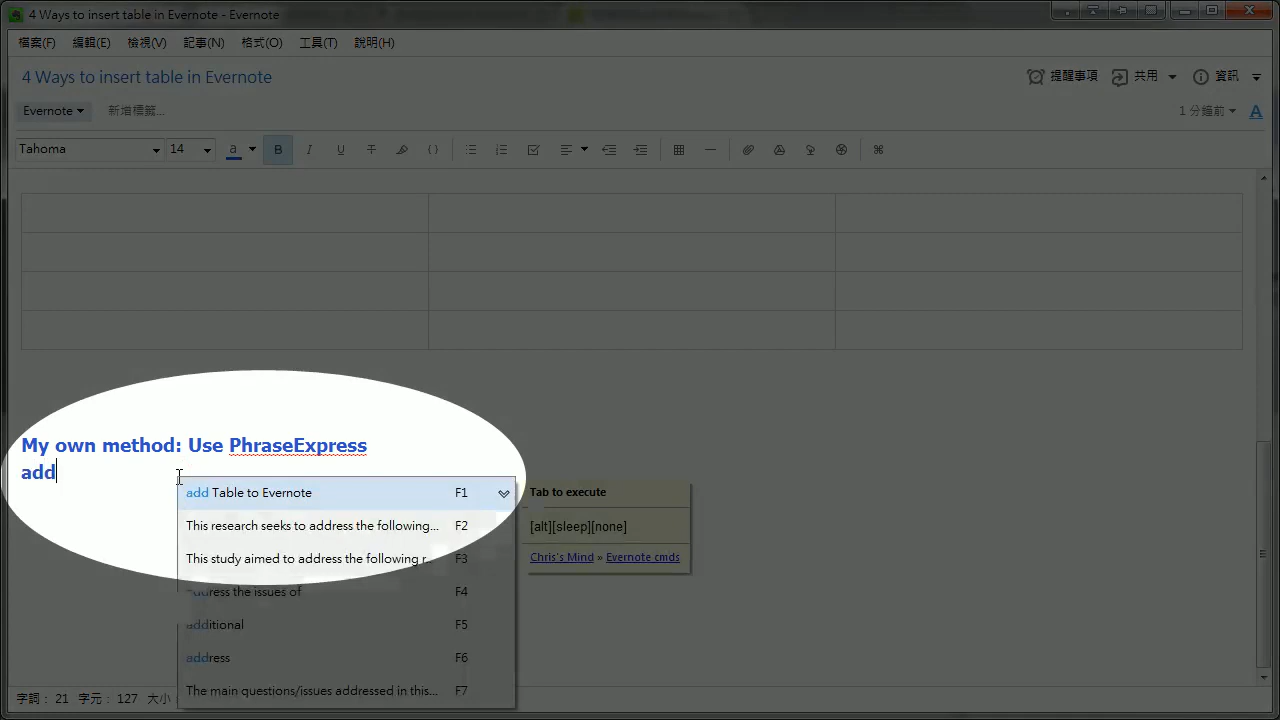 4 Ways to insert table in Evernote - Evernote
檔案(F) 編輯(E) 檢視(V) 記事(N) 格式(O) 工具(T) 說明(H)
4 Ways to insert table in Evernote 提醒事項 共用 資訊
Evernote 新增標籤... 1 分鐘前 A
Tahoma 14 a B I U T
My own method: Use PhraseExpress
add
add Table to Evernote F1
This research seeks to address the following... F2
This study aimed to address the following r... F3
address the issues of F4
additional F5
address F6
The main questions/issues addressed in this... F7
Tab to execute
[alt][sleep][none]
Chris's Mind » Evernote cmds
字詞： 21 字元： 127 大小